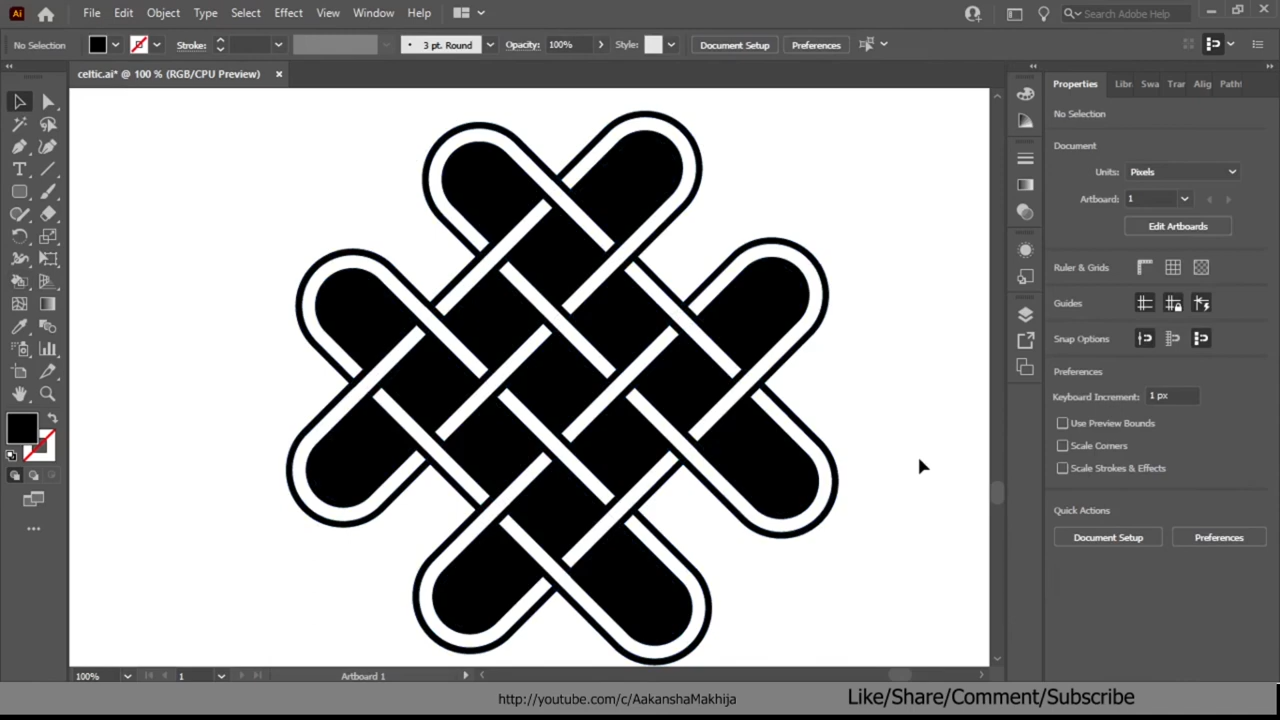 Ai File Edit Object Type Select Effect View Window Help Search Adobe Help
No Selection Stroke: 3 pt. Round Opacity: 100% Style: Document Setup Preferences
celtic.ai* @ 100 % (RGB/CPU Preview)
Properties Libr Swa Trar Alig Pathf
No Selection
Document
Units: Pixels
Artboard: 1
Edit Artboards
Ruler & Grids
Guides
Snap Options
Preferences
Keyboard Increment: 1 px
Use Preview Bounds
Scale Corners
Scale Strokes & Effects
Quick Actions
Document Setup Preferences
100% 1 Artboard 1
http://youtube.com/c/AakanshaMakhija Like/Share/Comment/Subscribe